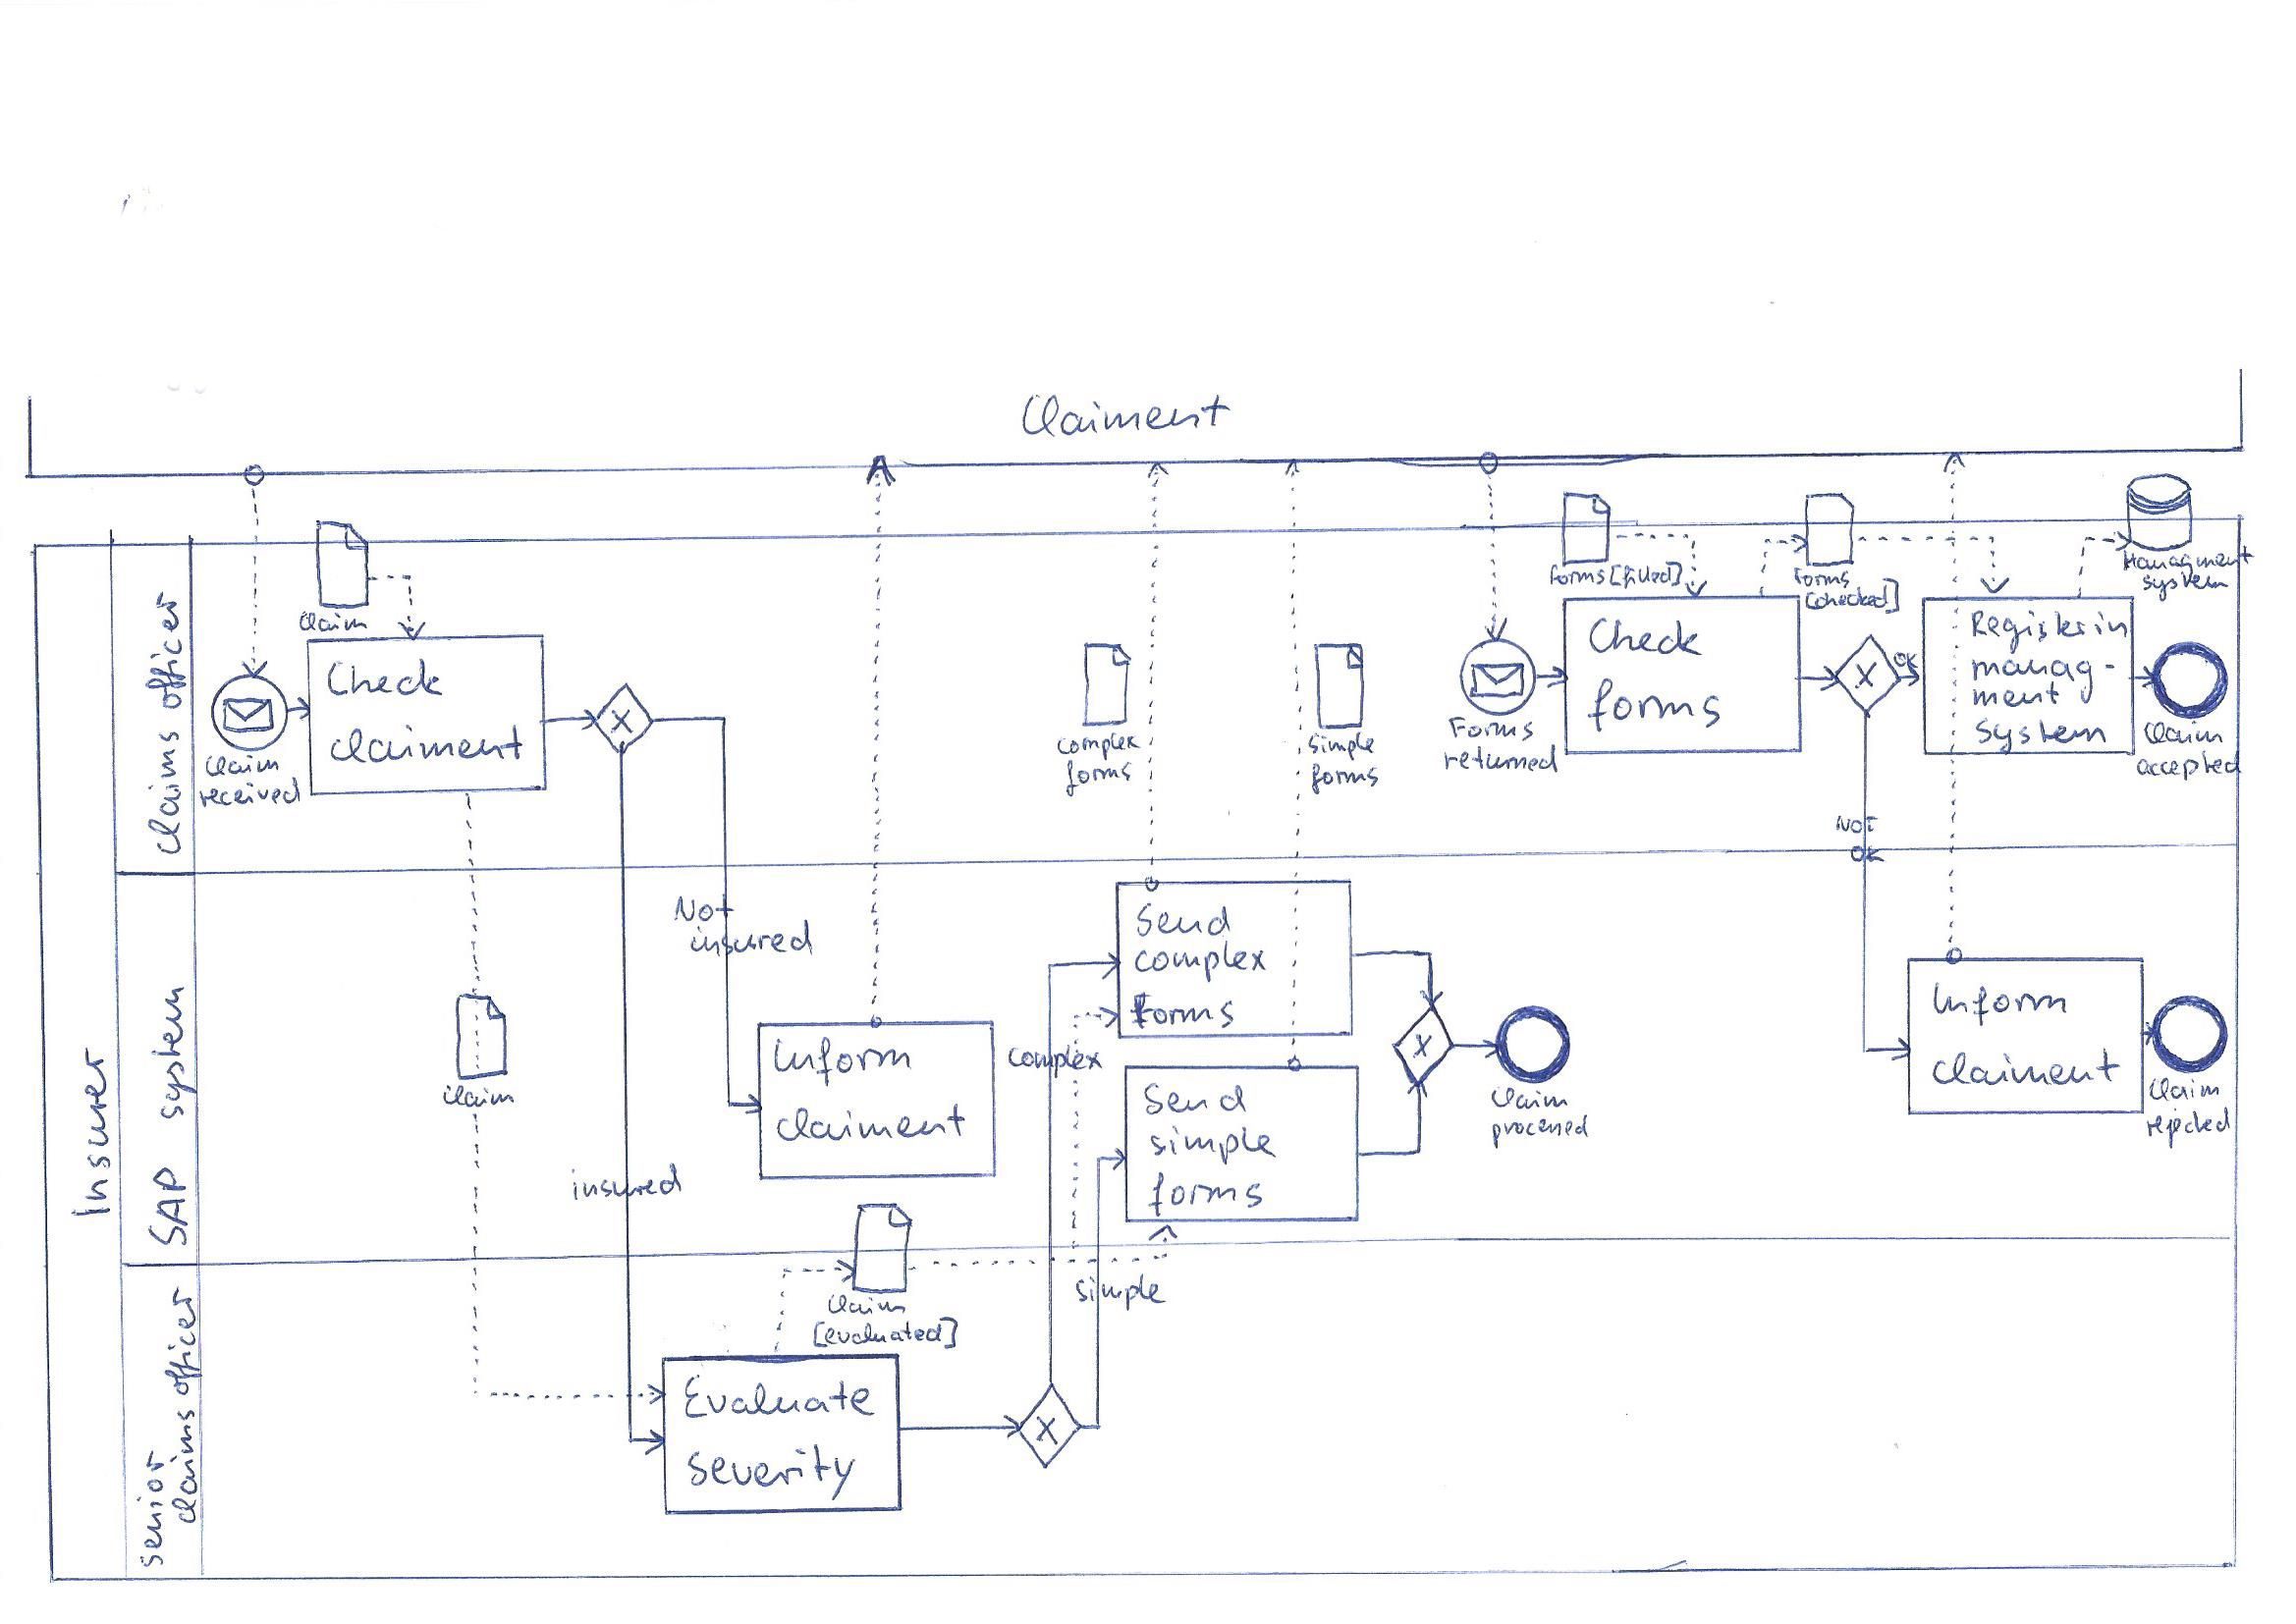 Claiment
Insurer
claims officer
SAP system
senior
claims officer
claim
claim
received
Check
claiment
X
Not
insured
insured
claim
Inform
claiment
claim
[evaluated]
Evaluate
severity
X
complex
simple
complex
forms
simple
forms
Send
complex
forms
Send
simple
forms
X
Claim
processed
Forms
returned
forms [filled]
Check
forms
forms
[checked]
X
OK
NOT
OK
Register in
manag-
ment
system
Managment
system
Claim
accepted
Inform
claiment
Claim
rejected